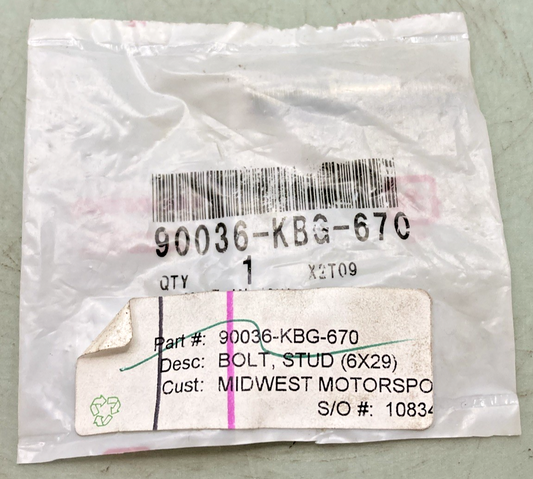 90036-KBG-670
QTY 1 X2T09
Part #: 90036-KBG-670
Desc: BOLT, STUD (6X29)
Cust: MIDWEST MOTORSPO
S/O #: 10834